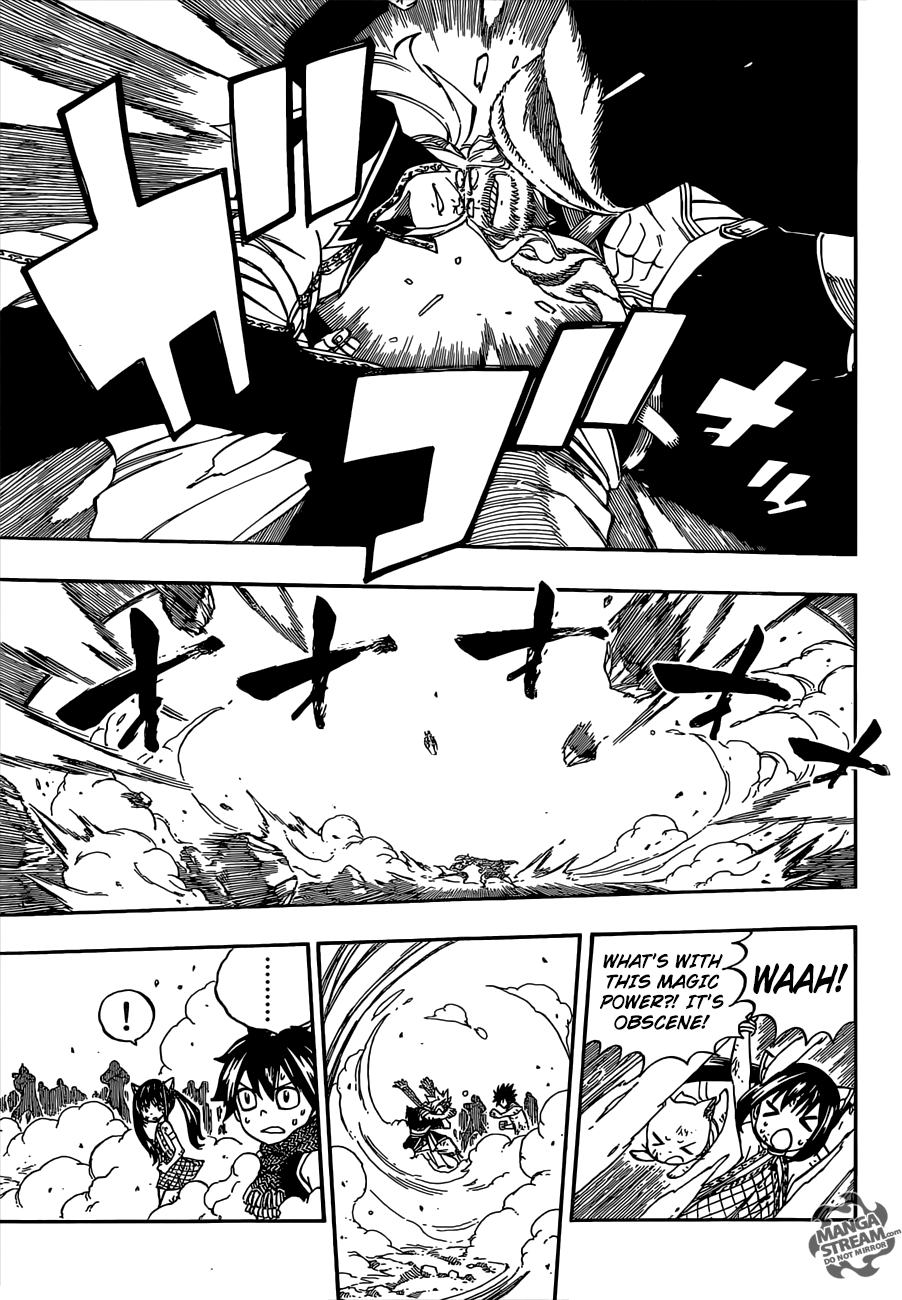 ガ
ゴ
オオオオオ
WAAH!
WHAT'S WITH
THIS MAGIC
POWER?! IT'S
OBSCENE!
........
!
MANGA
STREAM.com
DO NOT MIRROR